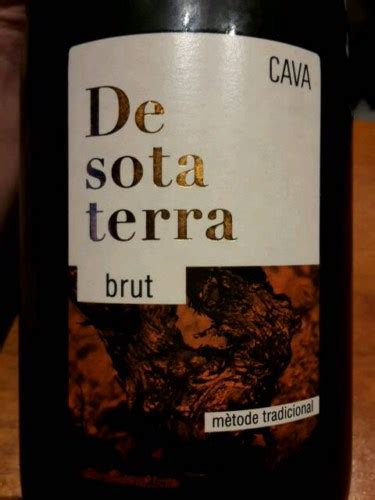 CAVA
De
sota
terra
brut
mètode tradicional